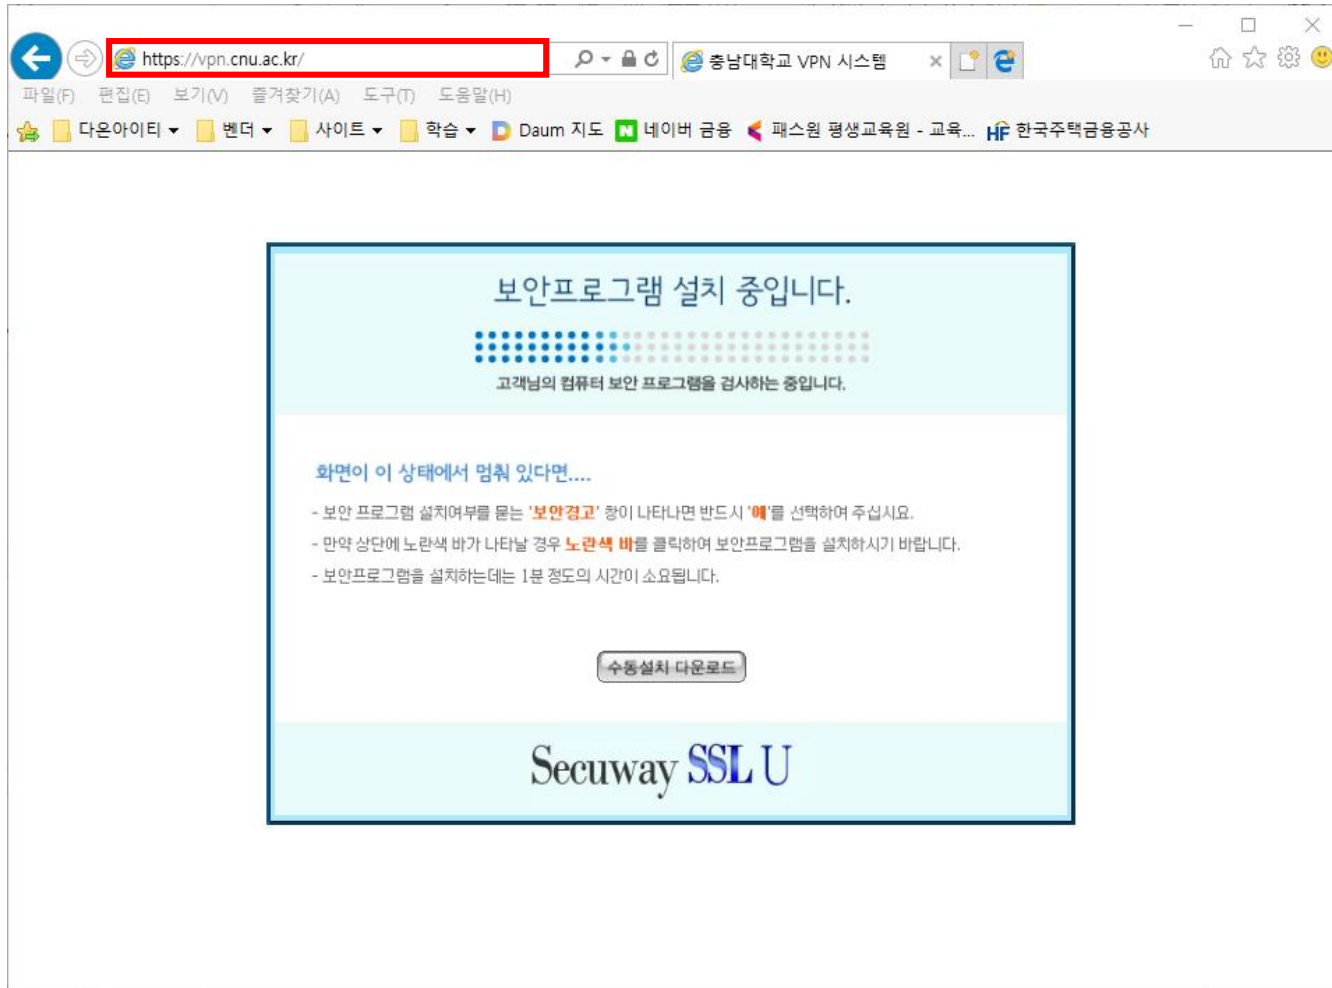 https://vpn.cnu.ac.kr/
충남대학교 VPN 시스템
파일(F) 편집(E) 보기(V) 즐겨찾기(A) 도구(T) 도움말(H)
다온아이티 벤더 사이트 학습 Daum 지도 네이버 금융 패스원 평생교육원 - 교육... 한국주택금융공사
보안프로그램 설치 중입니다.
고객님의 컴퓨터 보안 프로그램을 검사하는 중입니다.
화면이 이 상태에서 멈춰 있다면....
- 보안 프로그램 설치여부를 묻는 '보안경고' 창이 나타나면 반드시 '예'를 선택하여 주십시요.
- 만약 상단에 노란색 바가 나타날 경우 노란색 바를 클릭하여 보안프로그램을 설치하시기 바랍니다.
- 보안프로그램을 설치하는데는 1분 정도의 시간이 소요됩니다.
수동설치 다운로드
Secuway SSL U